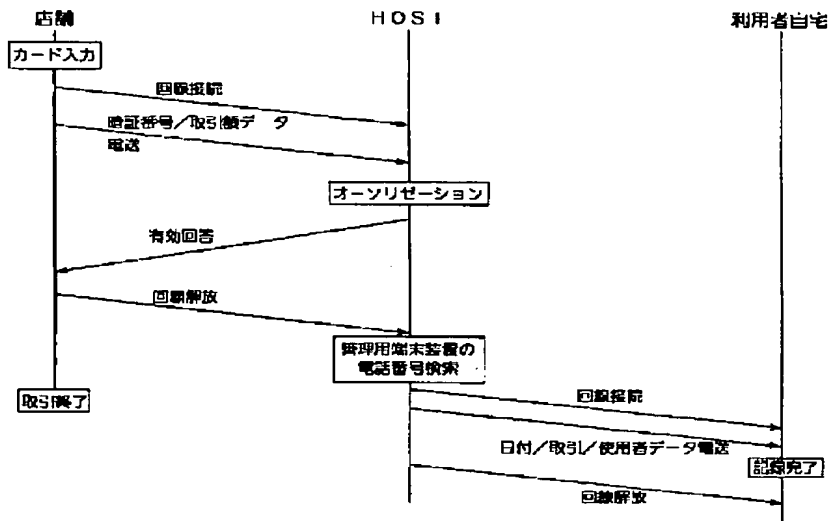 店舗
HOST
利用者自宅
カード入力
回線接続
暗証番号/取引額データ
電送
オーソリゼーション
有効回答
回線解放
管理用端末装置の
電話番号検索
取引終了
回線接続
日付/取引/使用者データ電送
記録完了
回線解放